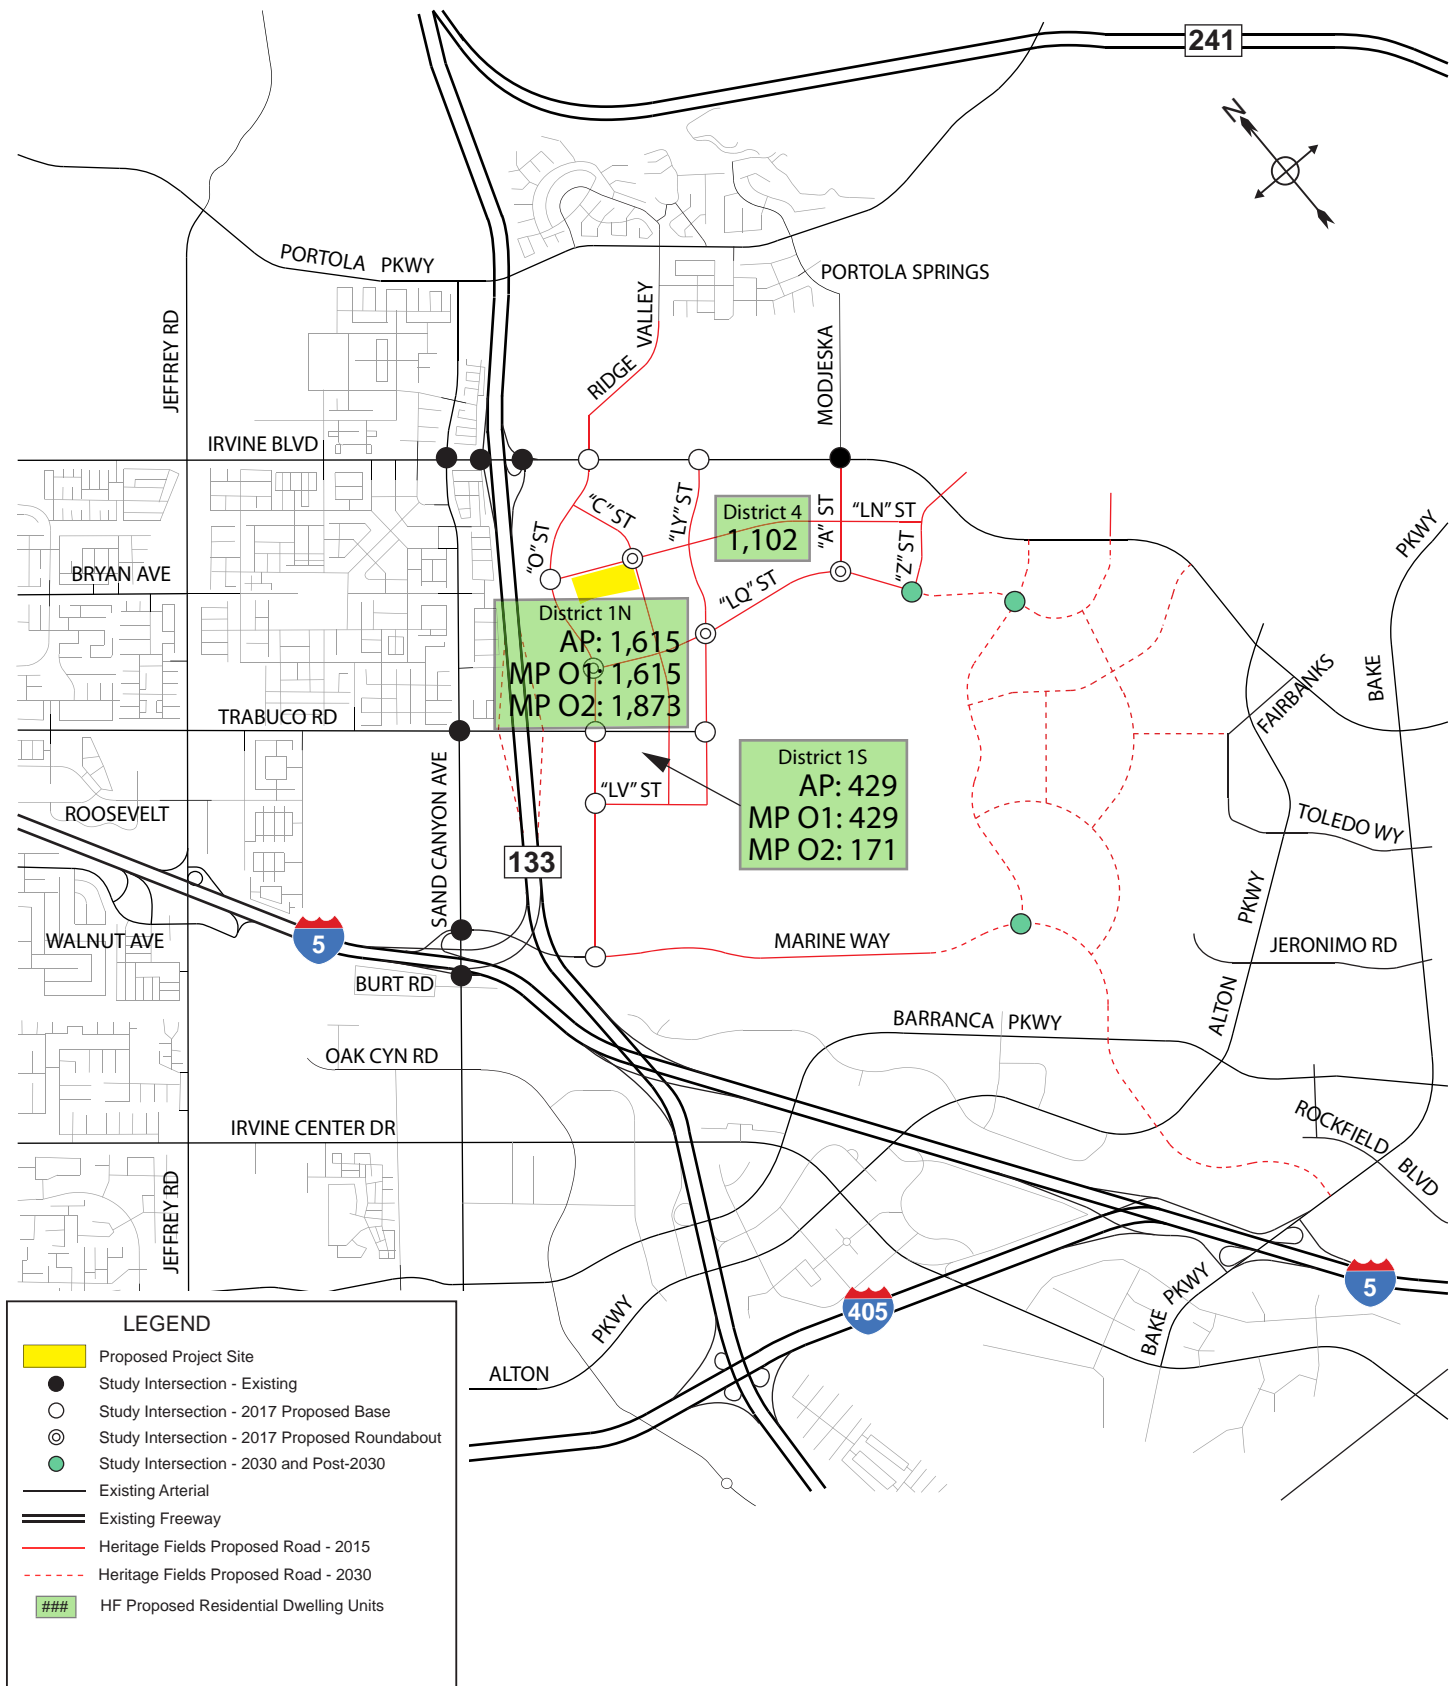 241
N
PORTOLA PKWY
PORTOLA SPRINGS
JEFFREY RD
RIDGE VALLEY
MODJESKA
IRVINE BLVD
"C" ST
"LY" ST
District 4
1,102
"A" ST
"LN" ST
"O" ST
"Z" ST
BRYAN AVE
"LQ" ST
PKWY
BAKE
District 1N
AP: 1,615
MP O1: 1,615
MP O2: 1,873
FAIRBANKS
TRABUCO RD
SAND CANYON AVE
"LV" ST
District 1S
AP: 429
MP O1: 429
MP O2: 171
ROOSEVELT
TOLEDO WY
133
5
WALNUT AVE
MARINE WAY
ALTON PKWY
JERONIMO RD
BURT RD
BARRANCA PKWY
OAK CYN RD
IRVINE CENTER DR
ROCKFIELD BLVD
JEFFREY RD
5
405
BAKE PKWY
ALTON PKWY
LEGEND
Proposed Project Site
Study Intersection - Existing
Study Intersection - 2017 Proposed Base
Study Intersection - 2017 Proposed Roundabout
Study Intersection - 2030 and Post-2030
Existing Arterial
Existing Freeway
Heritage Fields Proposed Road - 2015
Heritage Fields Proposed Road - 2030
### HF Proposed Residential Dwelling Units